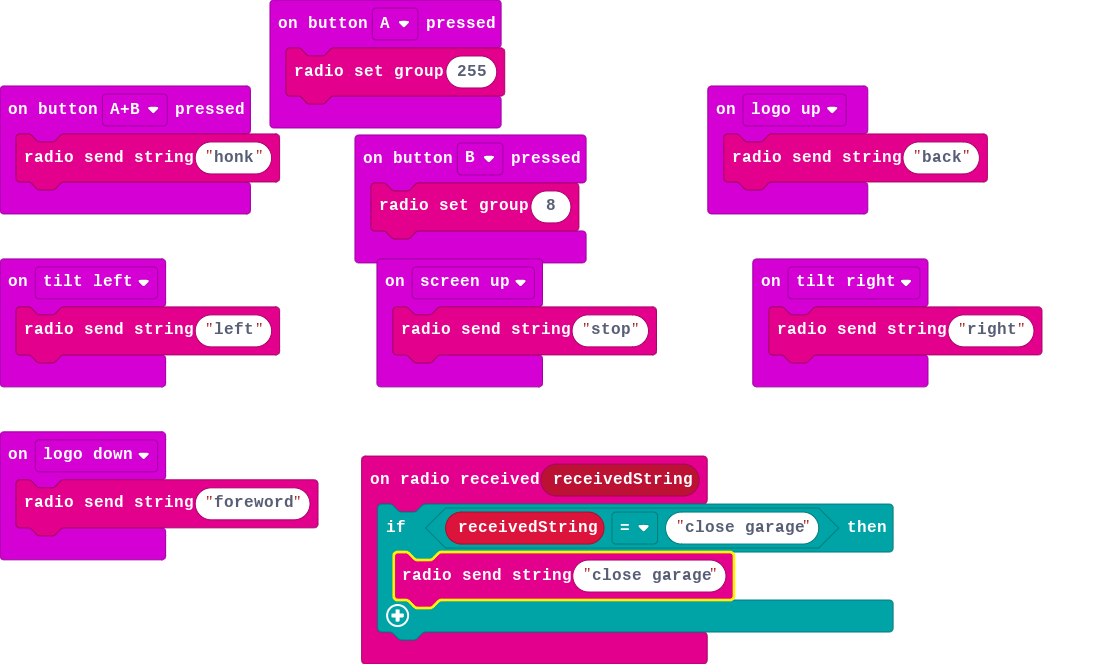 on button A pressed
radio set group 255
on button A+B pressed
radio send string "honk"
on logo up
radio send string "back"
on button B pressed
radio set group 8
on tilt left
radio send string "left"
on screen up
radio send string "stop"
on tilt right
radio send string "right"
on logo down
radio send string "foreword"
on radio received receivedString
if receivedString = "close garage" then
radio send string "close garage"